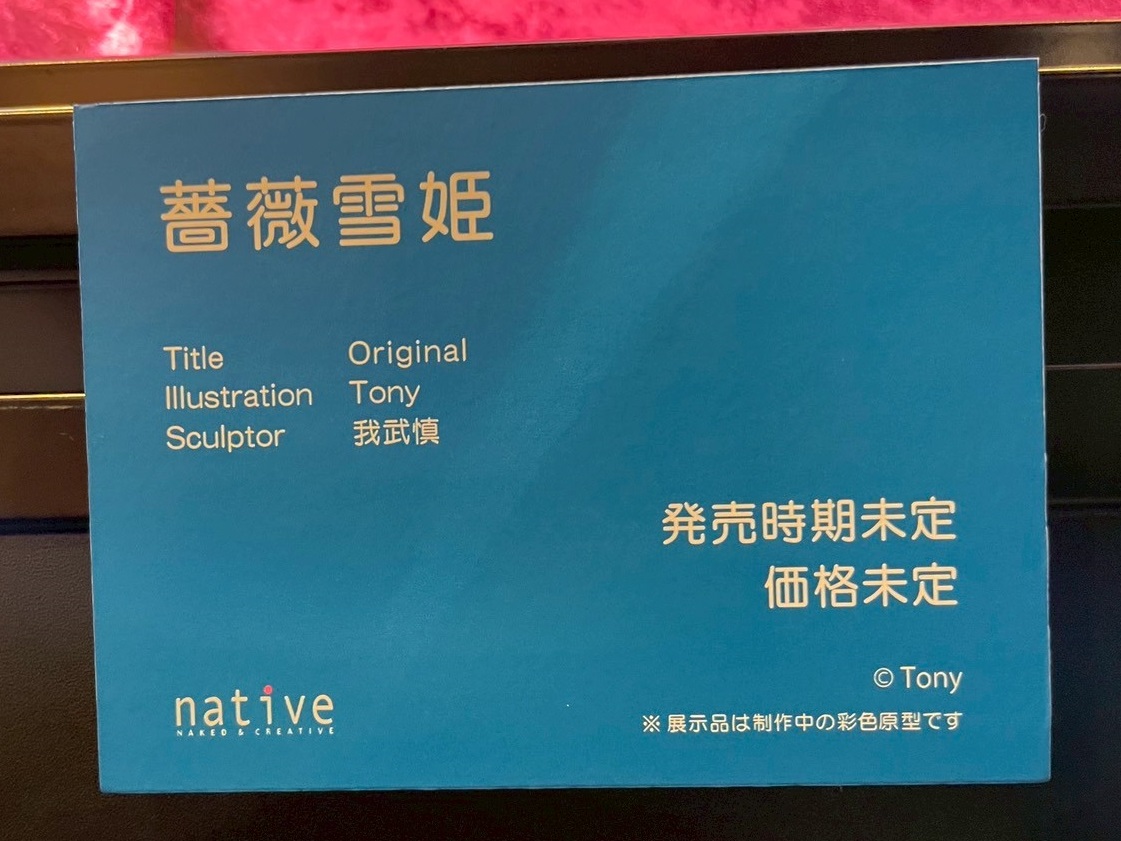 薔薇雪姫
Title Original
Illustration Tony
Sculptor 我武慎
発売時期未定
価格未定
© Tony
※ 展示品は制作中の彩色原型です
native
NAKED & CREATIVE